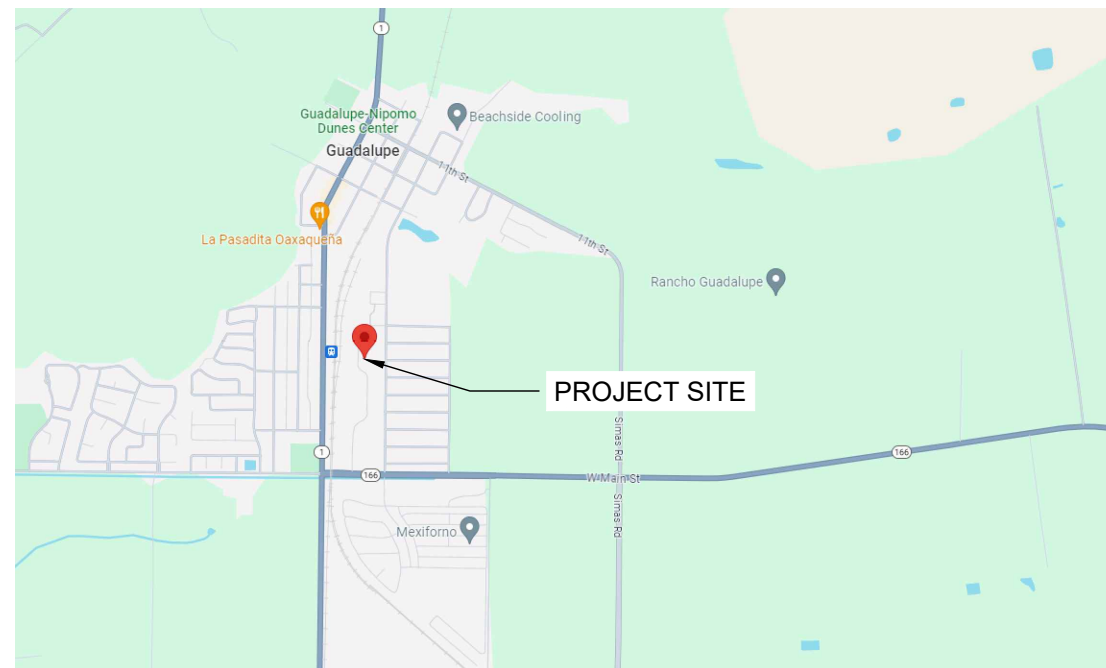 1
Guadalupe-Nipomo
Dunes Center
Beachside Cooling
Guadalupe
11th St
La Pasadita Oaxaqueña
11th St
Rancho Guadalupe
PROJECT SITE
Simas Rd
1
166
166
W Main St
Simas Rd
Mexiforno